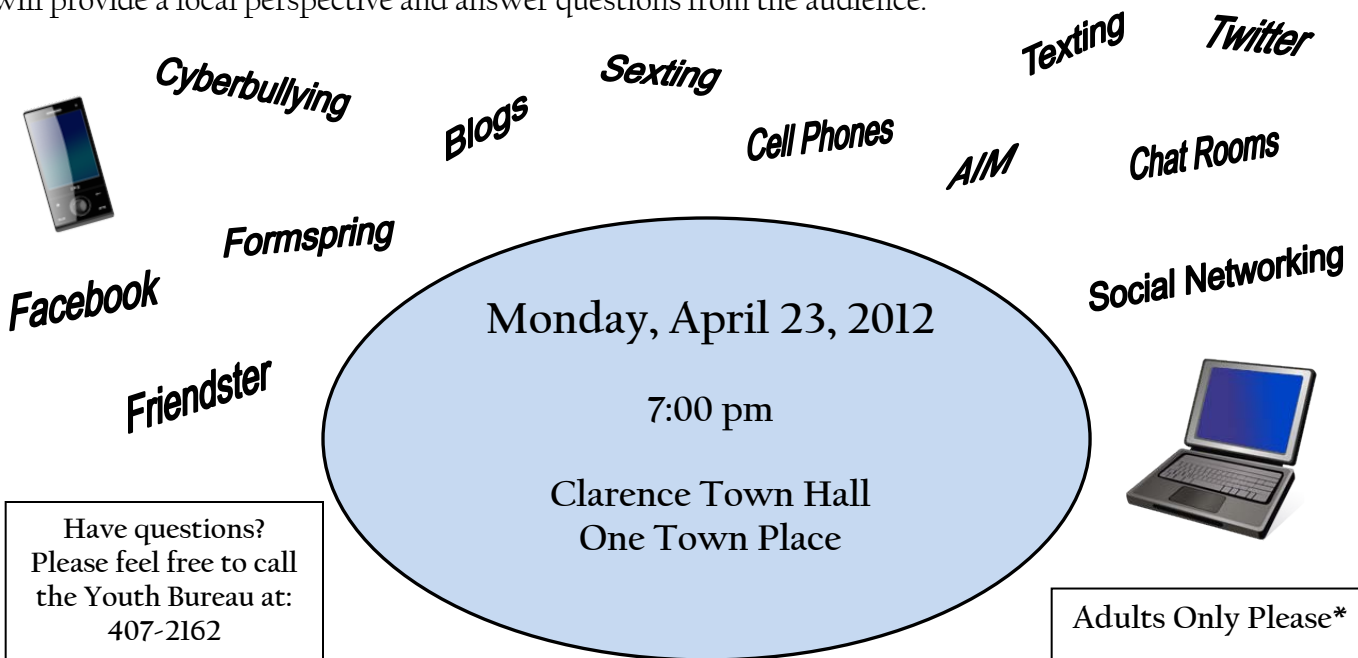 will provide a local perspective and answer questions from the audience.
Cyberbullying
Sexting
Texting
Twitter
Blogs
Cell Phones
AIM
Chat Rooms
Formspring
Facebook
Social Networking
Friendster
Monday, April 23, 2012
7:00 pm
Clarence Town Hall
One Town Place
Have questions?
Please feel free to call
the Youth Bureau at:
407-2162
Adults Only Please*